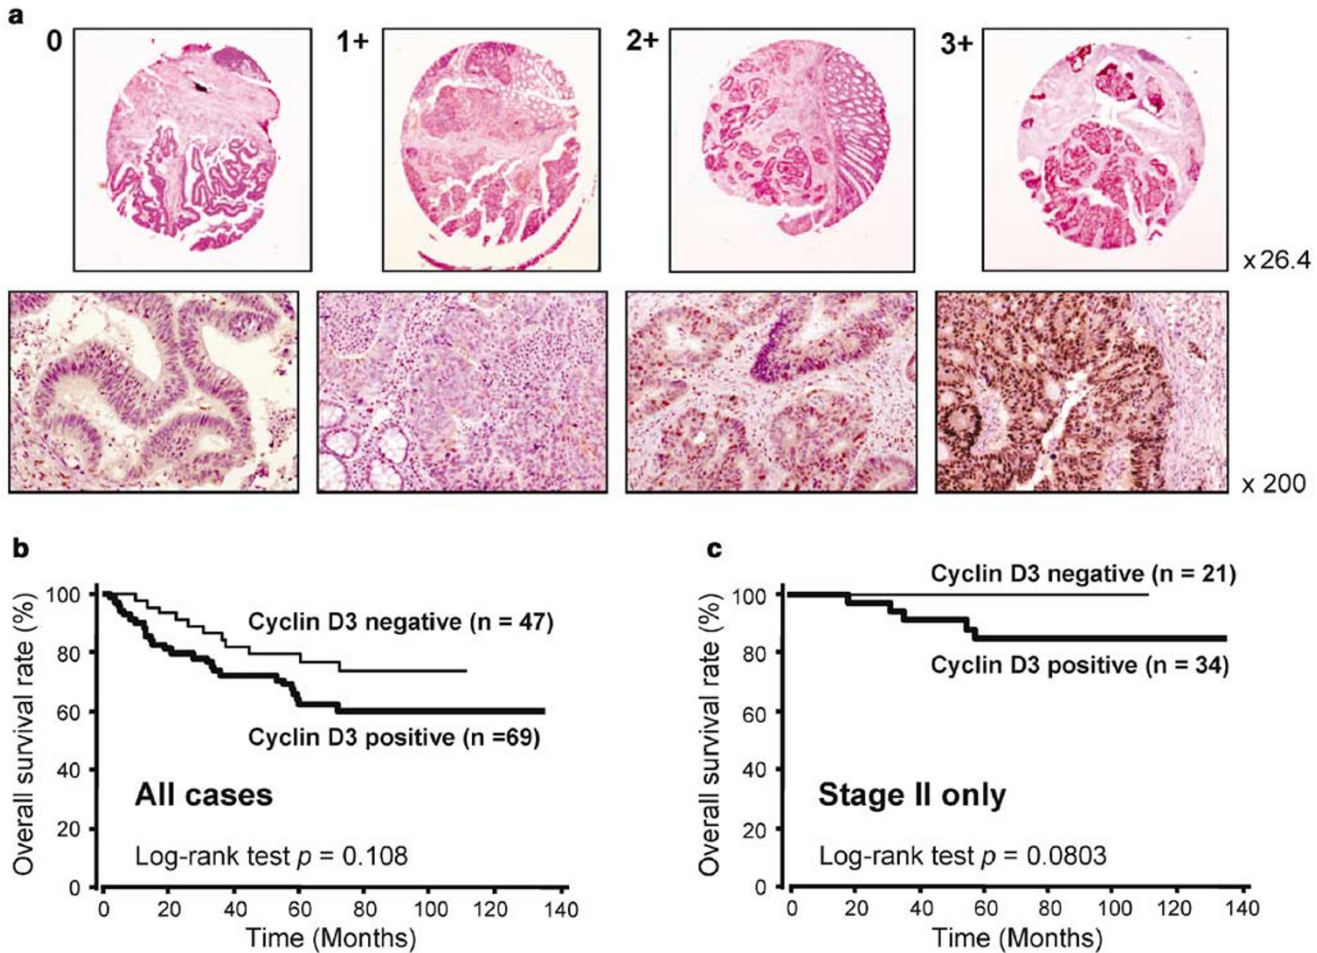 a
0
1+
2+
3+
x 26.4
x 200
b
Overall survival rate (%)
100
80
60
40
20
0
Cyclin D3 negative (n = 47)
Cyclin D3 positive (n =69)
All cases
Log-rank test p = 0.108
0 20 40 60 80 100 120 140
Time (Months)
c
Overall survival rate (%)
100
80
60
40
20
0
Cyclin D3 negative (n = 21)
Cyclin D3 positive (n = 34)
Stage II only
Log-rank test p = 0.0803
0 20 40 60 80 100 120 140
Time (Months)